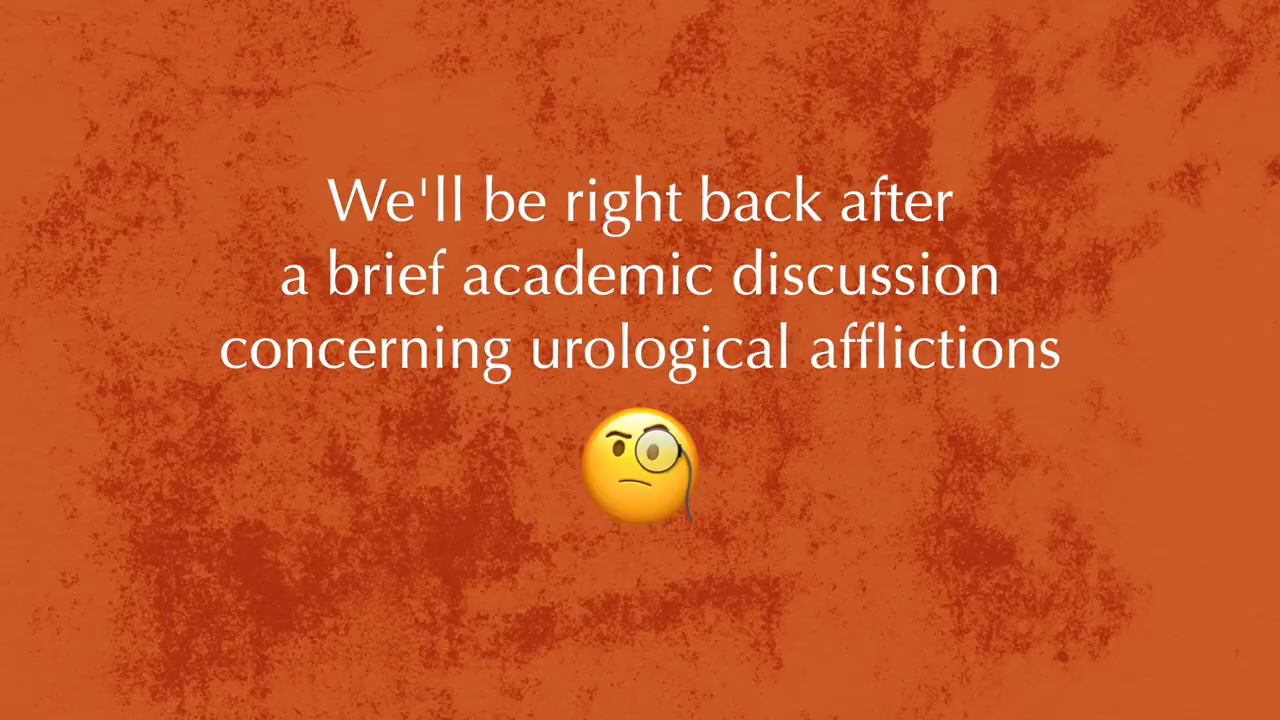 We'll be right back after
a brief academic discussion
concerning urological afflictions